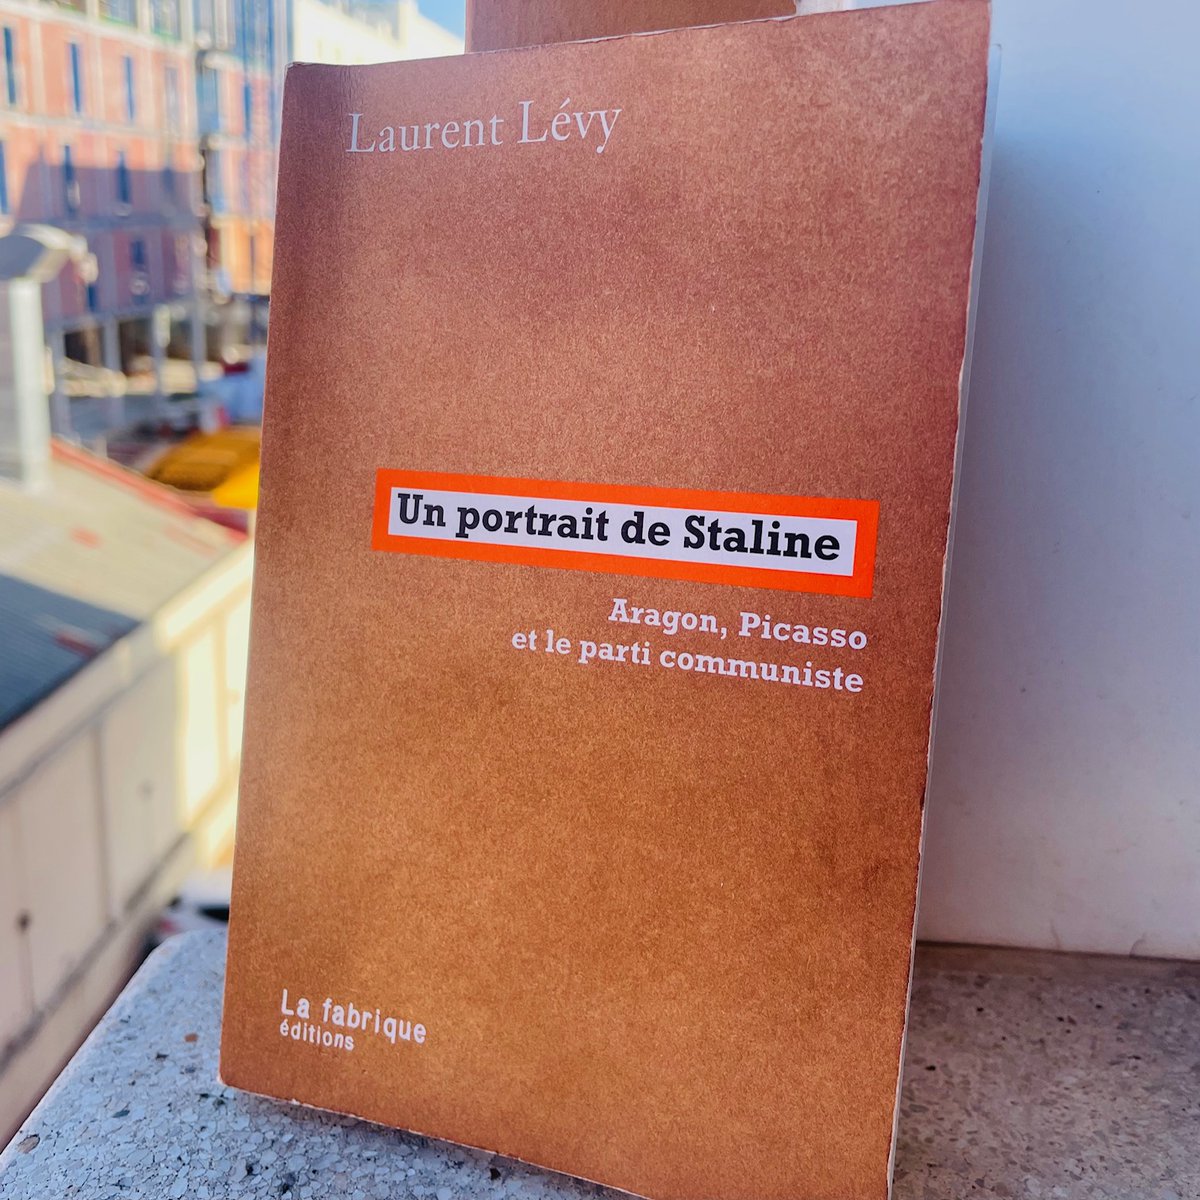 Laurent Lévy
Un portrait de Staline
Aragon, Picasso
et le parti communiste
La fabrique
éditions